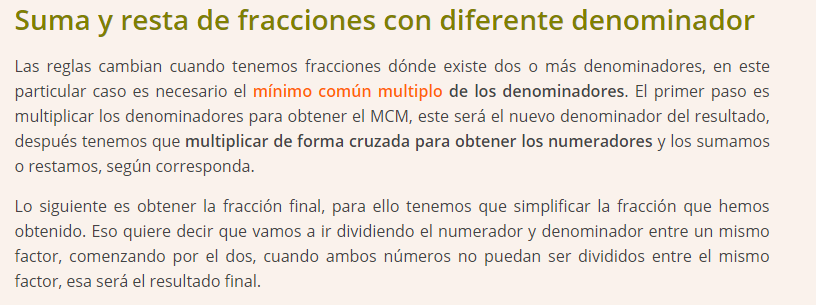 Suma y resta de fracciones con diferente denominador
Las reglas cambian cuando tenemos fracciones dónde existe dos o más denominadores, en este
particular caso es necesario el mínimo común multiplo de los denominadores. El primer paso es
multiplicar los denominadores para obtener el MCM, este será el nuevo denominador del resultado,
después tenemos que multiplicar de forma cruzada para obtener los numeradores y los sumamos
o restamos, según corresponda.
Lo siguiente es obtener la fracción final, para ello tenemos que simplificar la fracción que hemos
obtenido. Eso quiere decir que vamos a ir dividiendo el numerador y denominador entre un mismo
factor, comenzando por el dos, cuando ambos números no puedan ser divididos entre el mismo
factor, esa será el resultado final.